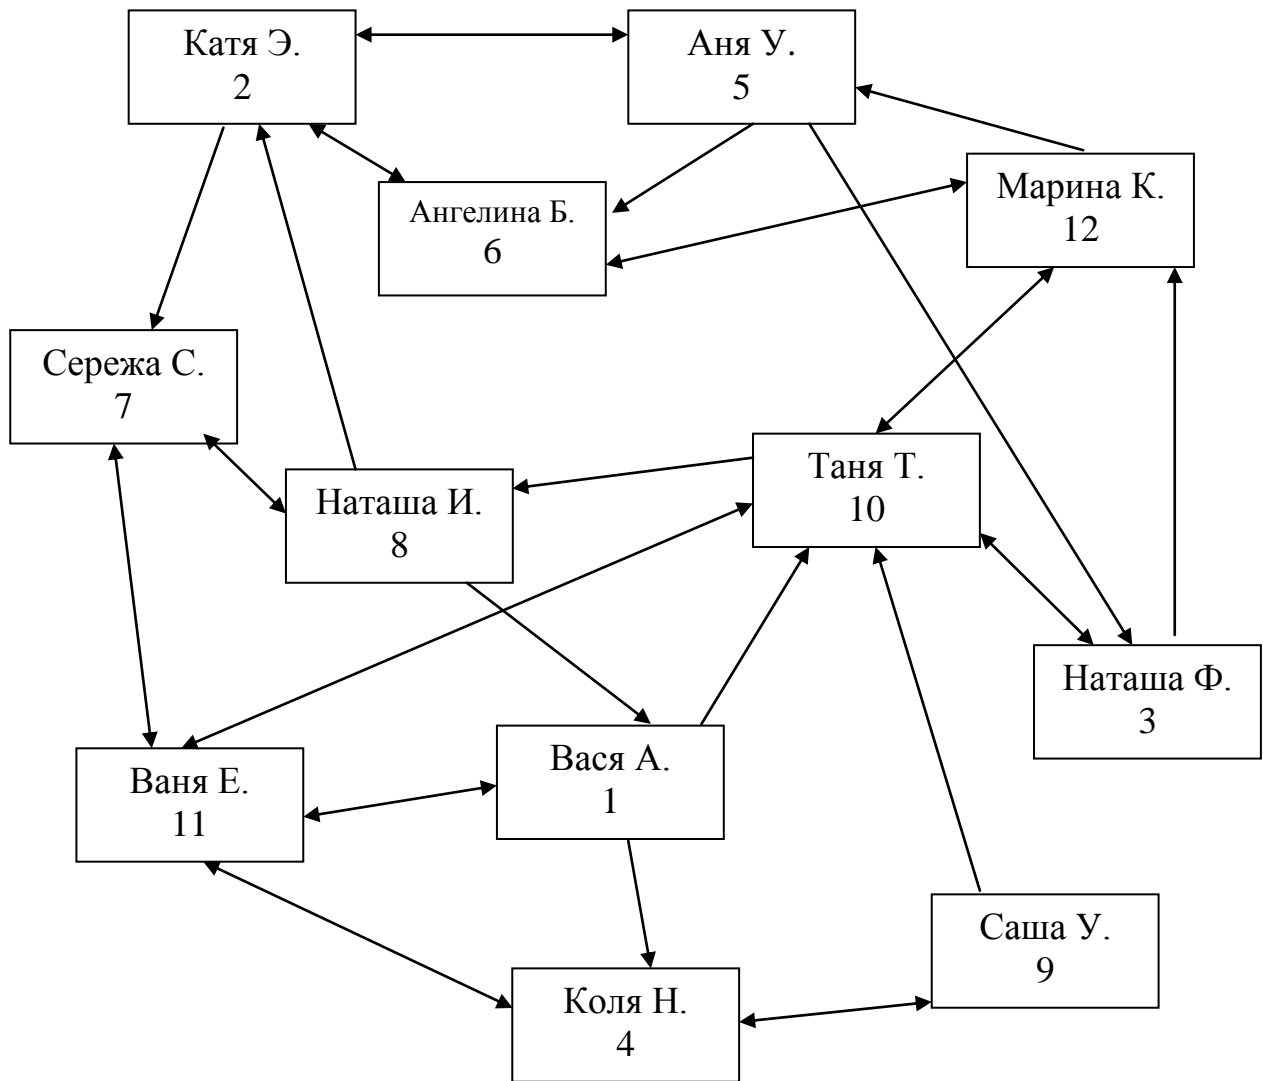 Катя Э.
2
Аня У.
5
Марина К.
12
Ангелина Б.
6
Сережа С.
7
Таня Т.
10
Наташа И.
8
Наташа Ф.
3
Вася А.
1
Ваня Е.
11
Саша У.
9
Коля Н.
4